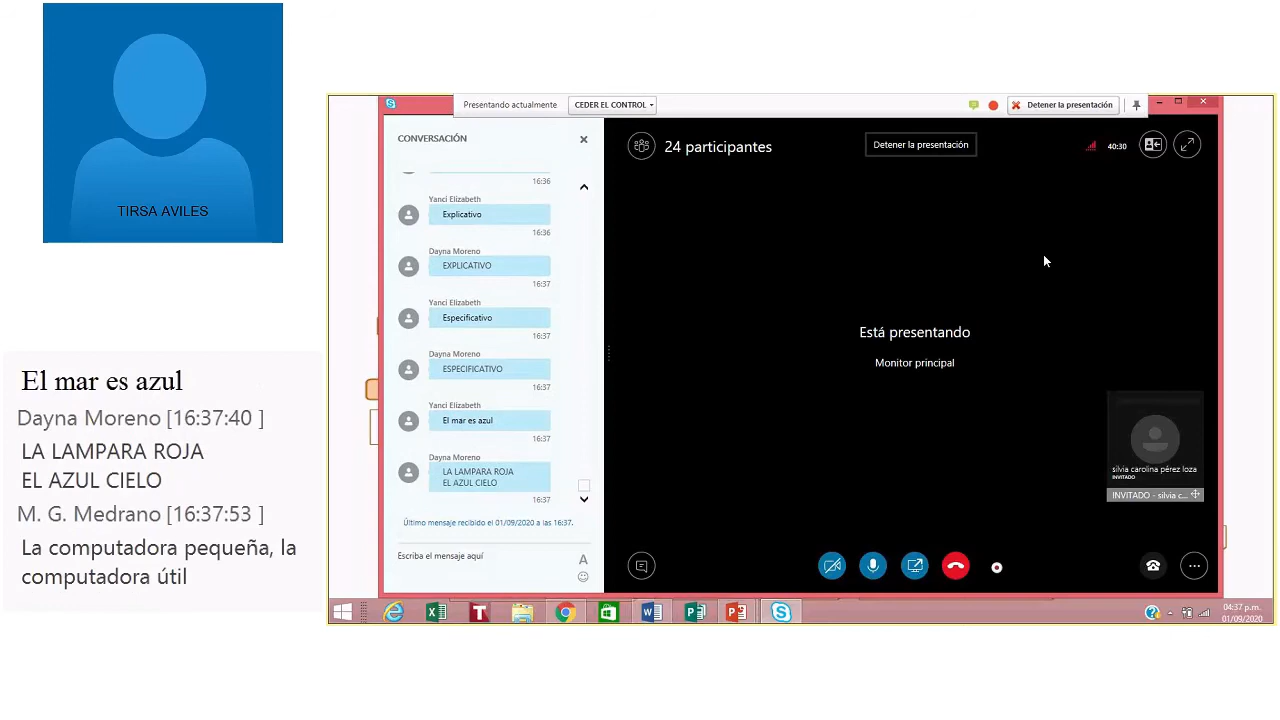 TIRSA AVILES
El mar es azul
Dayna Moreno [16:37:40 ]
LA LAMPARA ROJA
EL AZUL CIELO
M. G. Medrano [16:37:53 ]
La computadora pequeña, la
computadora útil
Presentando actualmente
CEDER EL CONTROL
Detener la presentación
CONVERSACIÓN
16:36
Yanci Elizabeth
Explicativo
16:36
Dayna Moreno
EXPLICATIVO
16:37
Yanci Elizabeth
Especificativo
16:37
Dayna Moreno
ESPECIFICATIVO
16:37
Yanci Elizabeth
El mar es azul
16:37
Dayna Moreno
LA LAMPARA ROJA
EL AZUL CIELO
16:37
Último mensaje recibido el 01/09/2020 a las 16:37.
Escriba el mensaje aquí
A
24 participantes
Detener la presentación
40:30
Está presentando
Monitor principal
silvia carolina pérez loza
INVITADO
INVITADO - silvia c...
04:37 p.m.
01/09/2020